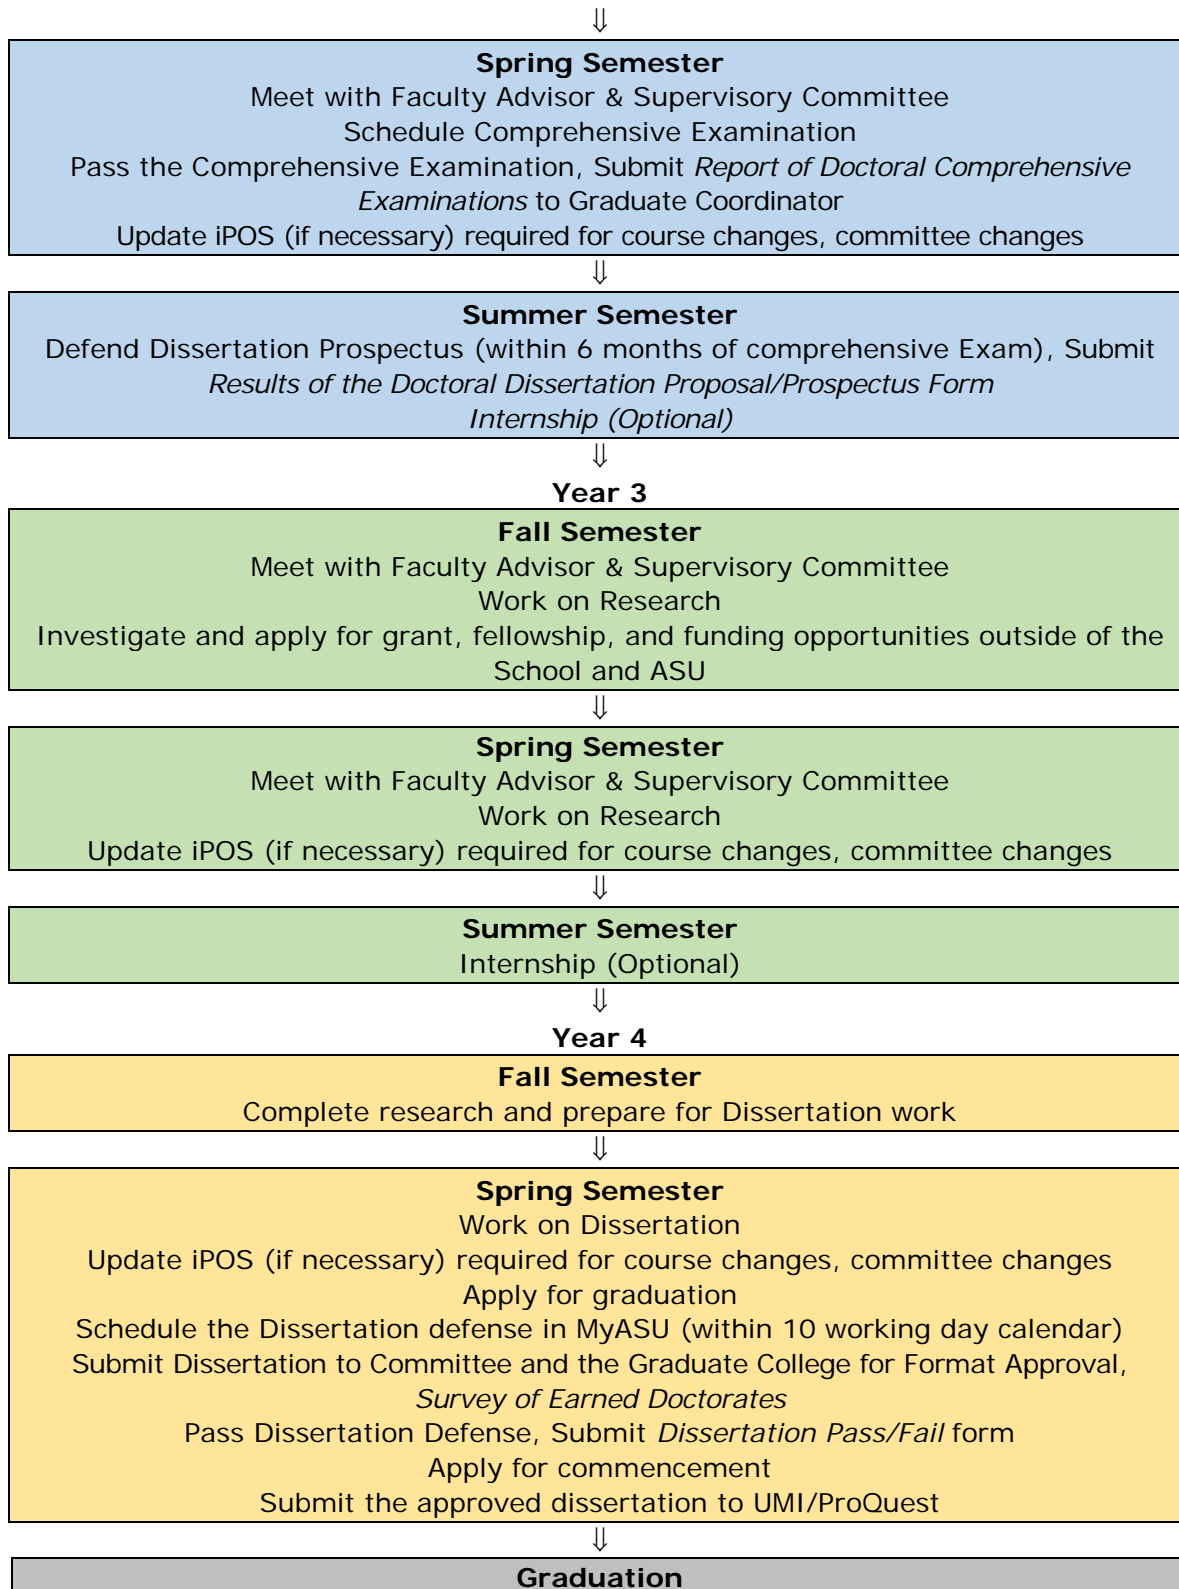 ⇓
Spring Semester
Meet with Faculty Advisor & Supervisory Committee
Schedule Comprehensive Examination
Pass the Comprehensive Examination, Submit Report of Doctoral Comprehensive
Examinations to Graduate Coordinator
Update iPOS (if necessary) required for course changes, committee changes
⇓
Summer Semester
Defend Dissertation Prospectus (within 6 months of comprehensive Exam), Submit
Results of the Doctoral Dissertation Proposal/Prospectus Form
Internship (Optional)
⇓
Year 3
Fall Semester
Meet with Faculty Advisor & Supervisory Committee
Work on Research
Investigate and apply for grant, fellowship, and funding opportunities outside of the
School and ASU
⇓
Spring Semester
Meet with Faculty Advisor & Supervisory Committee
Work on Research
Update iPOS (if necessary) required for course changes, committee changes
⇓
Summer Semester
Internship (Optional)
⇓
Year 4
Fall Semester
Complete research and prepare for Dissertation work
⇓
Spring Semester
Work on Dissertation
Update iPOS (if necessary) required for course changes, committee changes
Apply for graduation
Schedule the Dissertation defense in MyASU (within 10 working day calendar)
Submit Dissertation to Committee and the Graduate College for Format Approval,
Survey of Earned Doctorates
Pass Dissertation Defense, Submit Dissertation Pass/Fail form
Apply for commencement
Submit the approved dissertation to UMI/ProQuest
⇓
Graduation